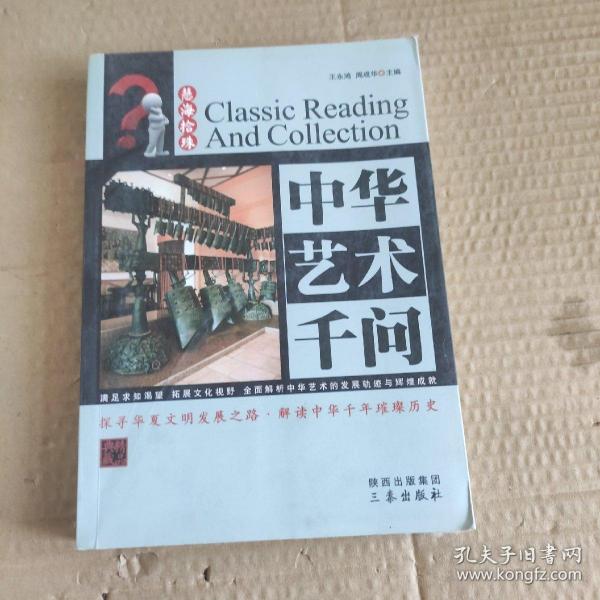 王永鸿 周成华 主编
慧海拾珠
Classic Reading
And Collection
中华
艺术
千问
满足求知渴望 拓展文化视野 全面解析中华艺术的发展轨迹与辉煌成就
探寻华夏文明发展之路·解读中华千年璀璨历史
陕西出版集团
三秦出版社
孔夫子旧书网
www.kongfz.com